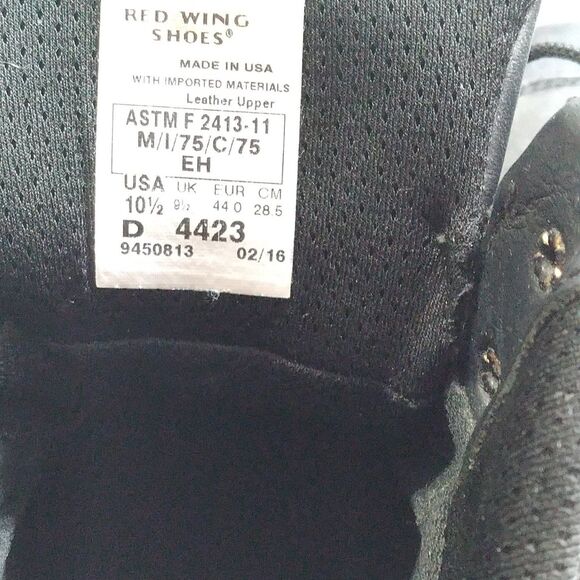 RED WING
SHOES®
MADE IN USA
WITH IMPORTED MATERIALS
Leather Upper
ASTM F 2413-11
M/I/75/C/75
EH
USA UK EUR CM
10½ 9½ 44.0 28.5
D 4423
9450813 02/16